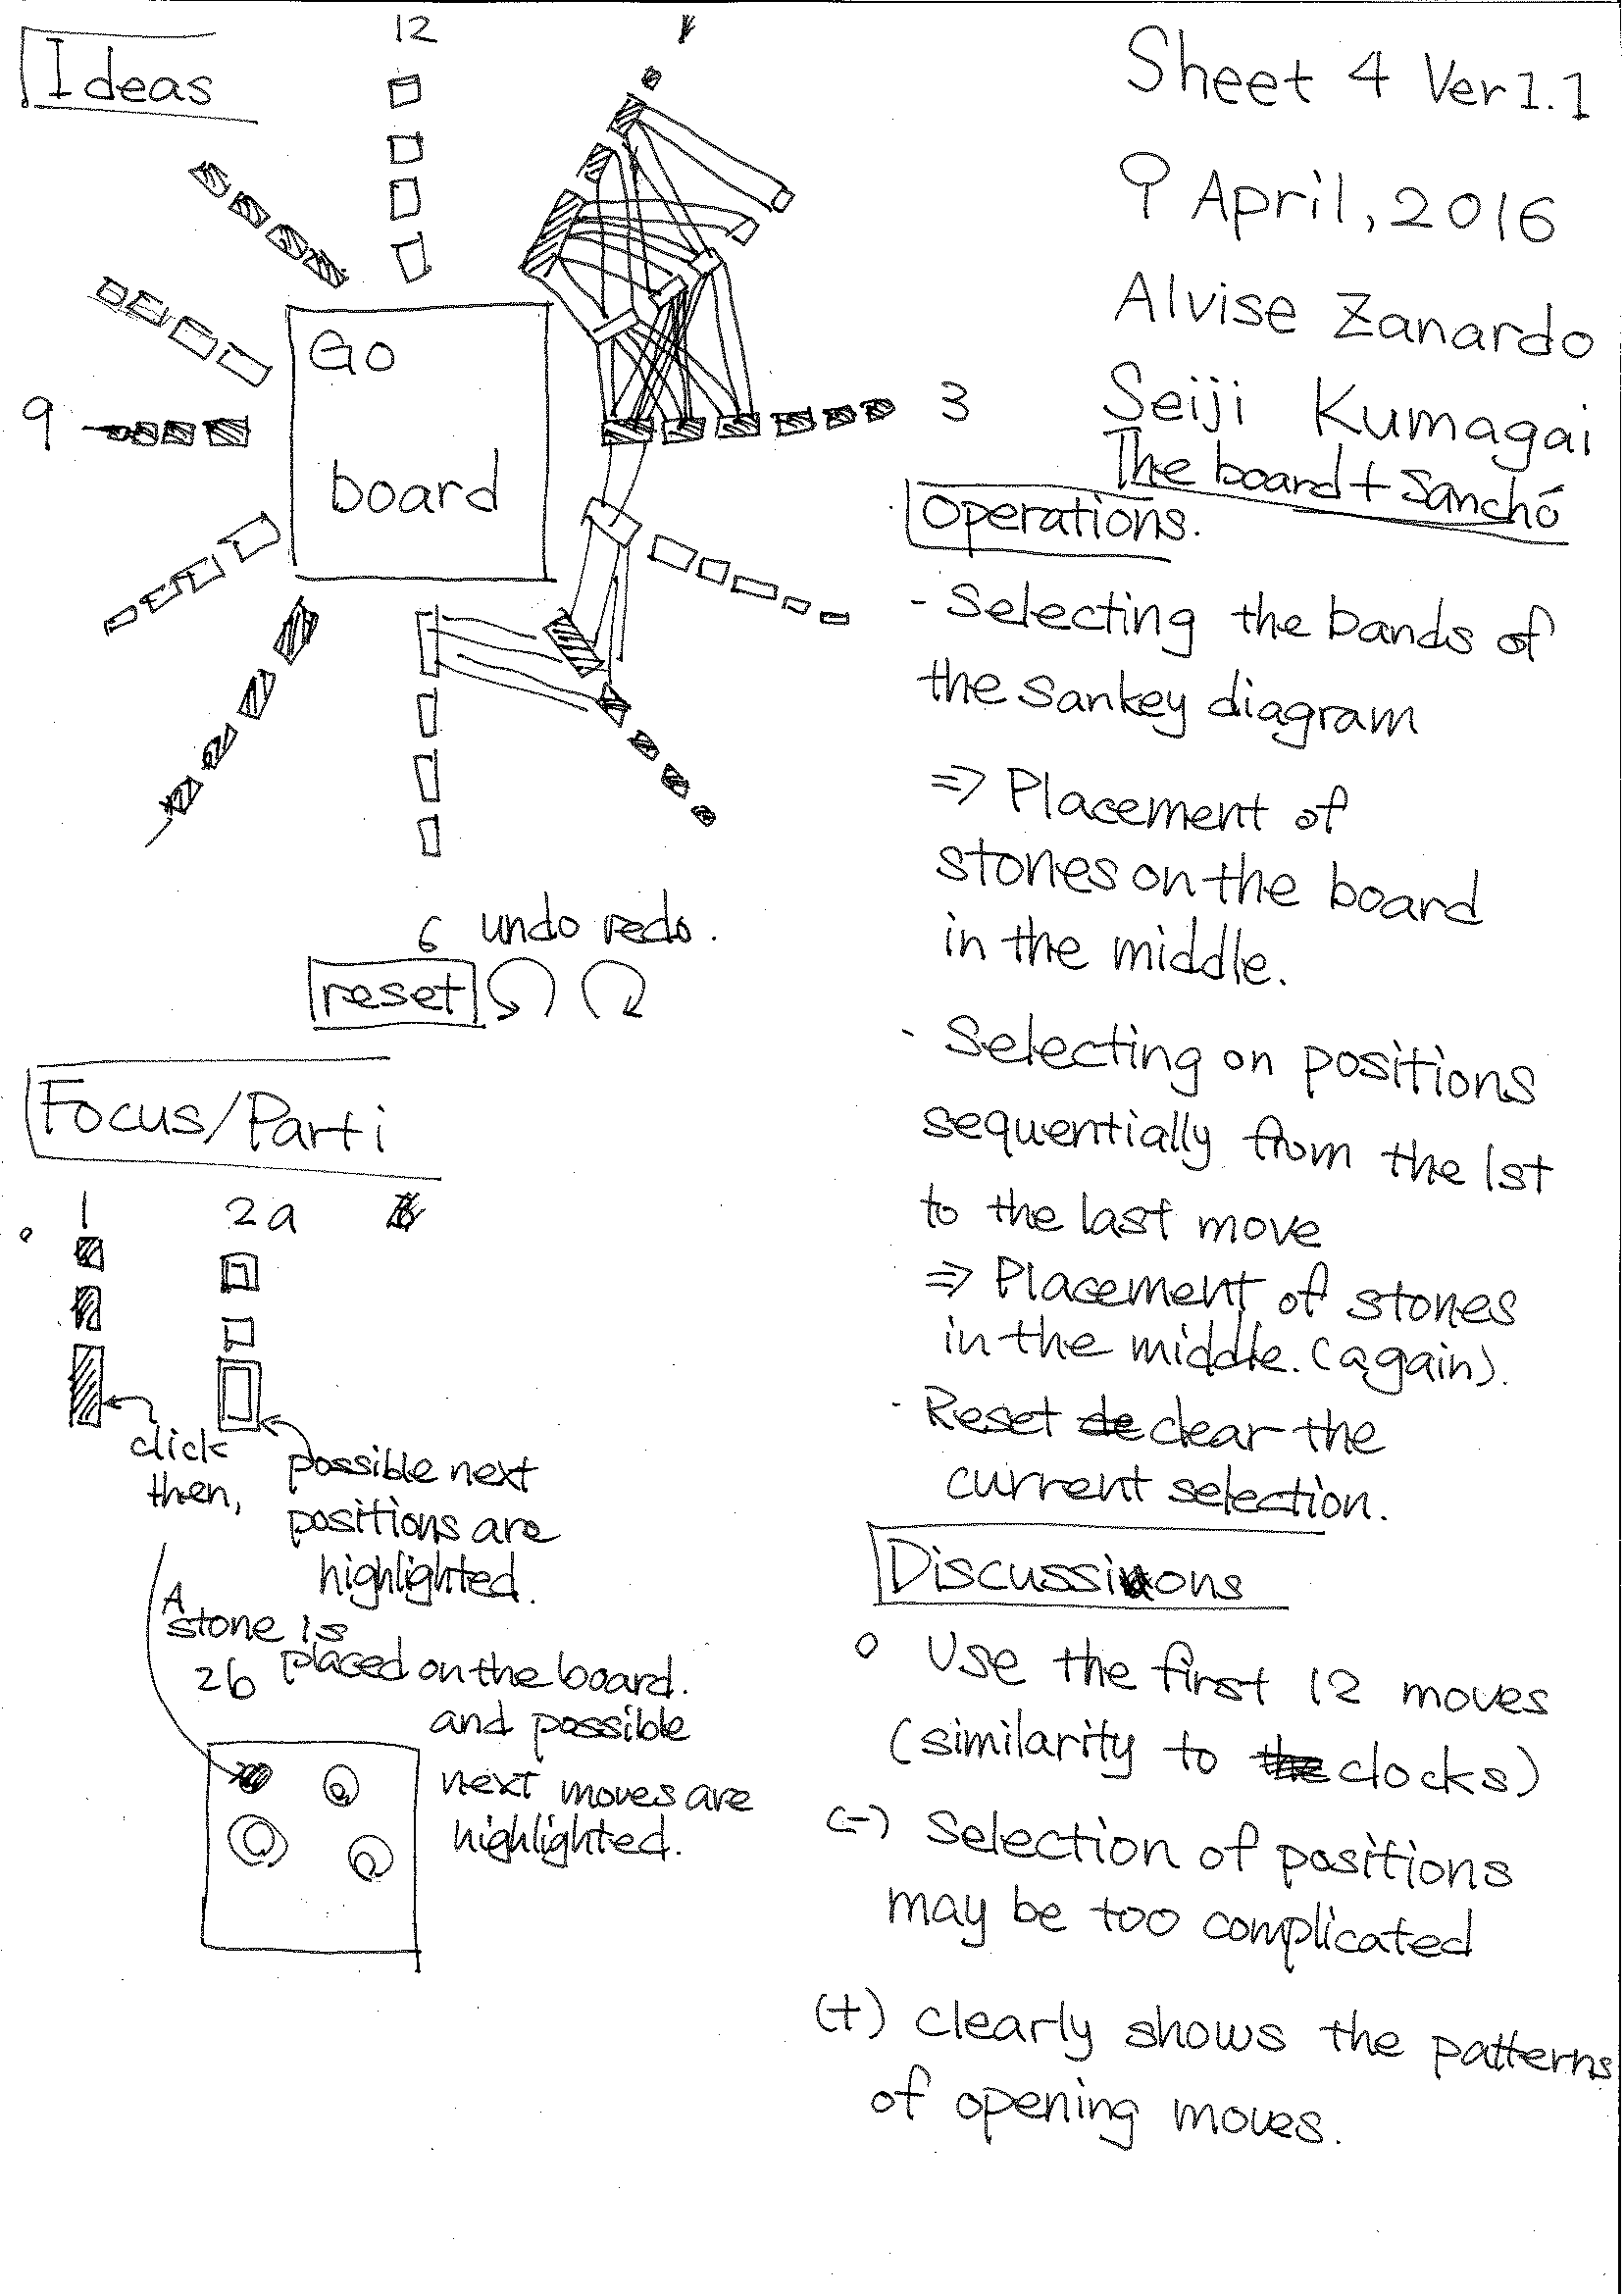 Ideas
12
1
9
3
Go
board
6
undo redo.
reset
Sheet 4 Ver 1.1
9 April, 2016
Alvise Zanardo
Seiji Kumagai
The board + Sanchó
Operations.
- Selecting the bands of
the sankey diagram
⇒ Placement of
stones on the board
in the middle.
- Selecting on positions
sequentially from the 1st
to the last move
⇒ Placement of stones
in the middle. (again).
- Reset clear the
current selection.
Focus/Parti
1 2a
click
then,
possible next
positions are
highlighted.
A
stone is
2b placed on the board.
and possible
next moves are
highlighted.
Discussions
o Use the first 12 moves
(similarity to clocks)
(-) Selection of positions
may be too complicated
(+) clearly shows the patterns
of opening moves.